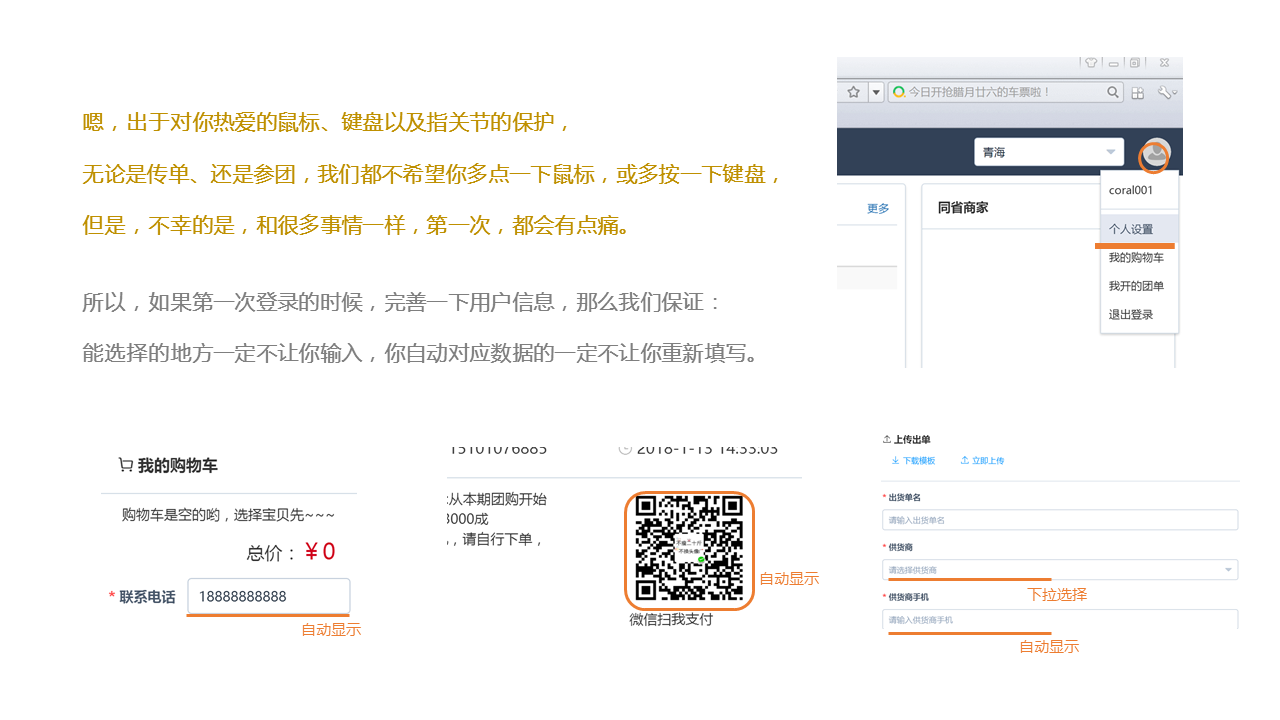 嗯，出于对你热爱的鼠标、键盘以及指关节的保护，
无论是传单、还是参团，我们都不希望你多点一下鼠标，或多按一下键盘，
但是，不幸的是，和很多事情一样，第一次，都会有点痛。
所以，如果第一次登录的时候，完善一下用户信息，那么我们保证：
能选择的地方一定不让你输入，你自动对应数据的一定不让你重新填写。
今日开抢腊月廿六的车票啦！
青海
coral001
更多
同省商家
个人设置
我的购物车
我开的团单
退出登录
我的购物车
购物车是空的哟，选择宝贝先~~~
总价：￥0
* 联系电话 18888888888
自动显示
15101076885 2018-1-13 14:33:03
从本期团购开始
3000成
，请自行下单，
自动显示
微信扫我支付
上传出单
下载模板 立即上传
* 出货单名
请输入出货单名
* 供货商
请选择供货商
下拉选择
* 供货商手机
请输入供货商手机
自动显示